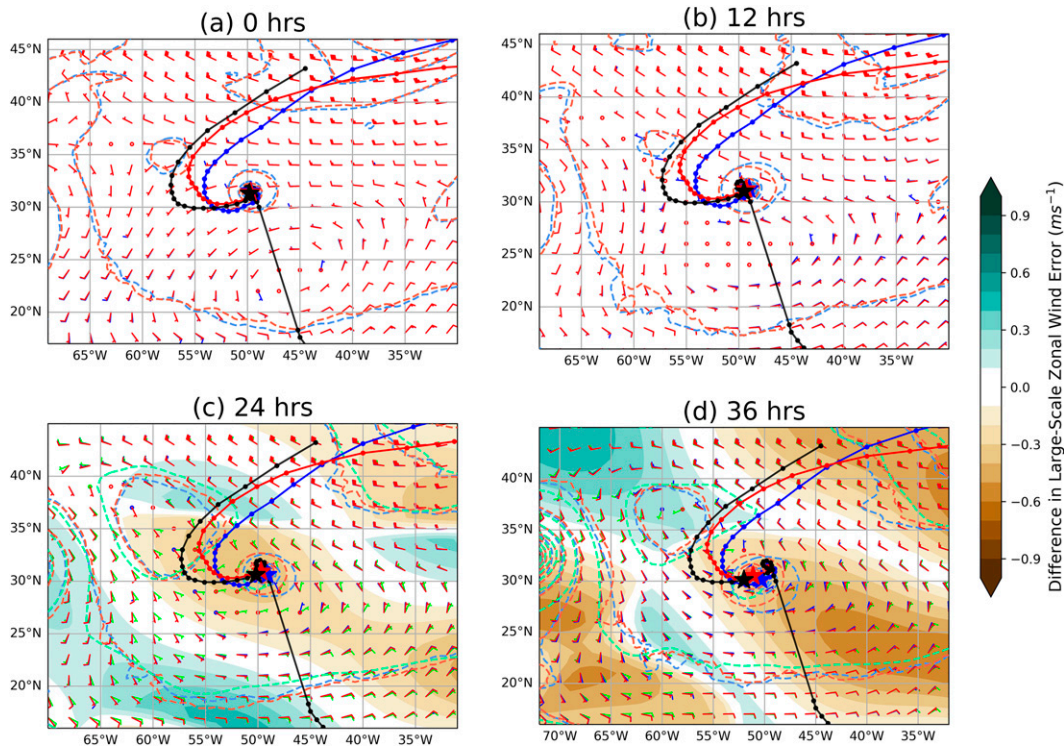 (a) 0 hrs
(b) 12 hrs
45°N
40°N
35°N
30°N
25°N
20°N
65°W 60°W 55°W 50°W 45°W 40°W 35°W
45°N
40°N
35°N
30°N
25°N
20°N
65°W 60°W 55°W 50°W 45°W 40°W 35°W
(c) 24 hrs
(d) 36 hrs
40°N
35°N
30°N
25°N
20°N
65°W 60°W 55°W 50°W 45°W 40°W 35°W
40°N
35°N
30°N
25°N
20°N
70°W 65°W 60°W 55°W 50°W 45°W 40°W 35°W
0.9
0.6
0.3
0.0
−0.3
−0.6
−0.9
Difference in Large-Scale Zonal Wind Error (ms⁻¹)